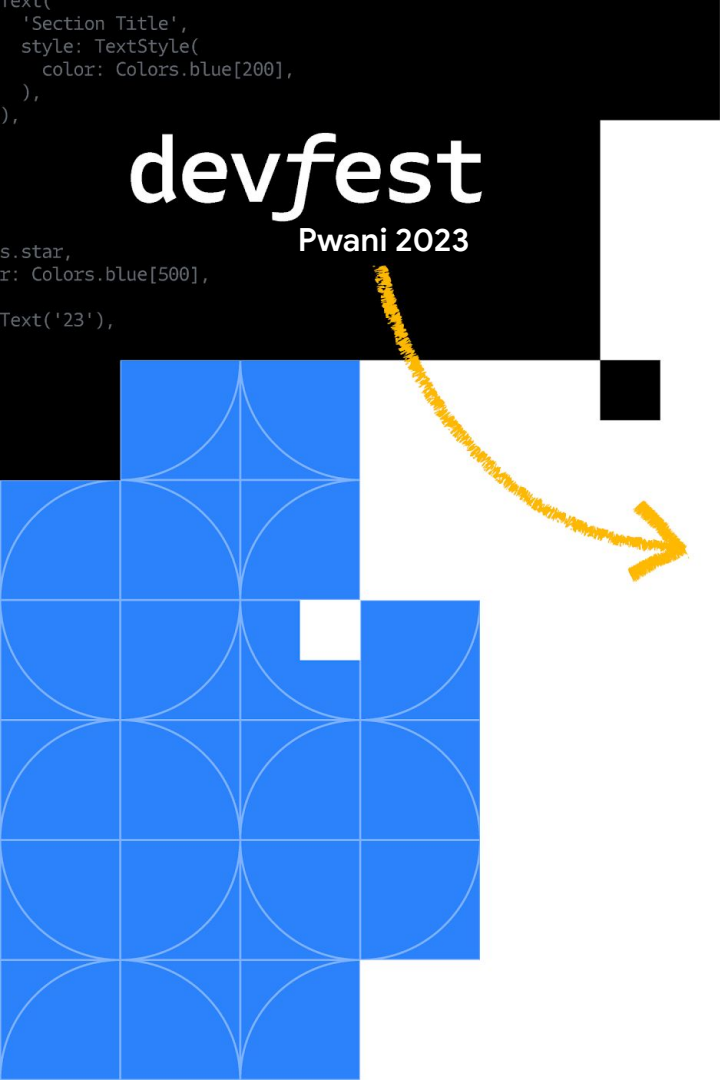 Text(
'Section Title',
style: TextStyle(
color: Colors.blue[200],
),
),
devfest
Pwani 2023
s.star,
r: Colors.blue[500],
Text('23'),